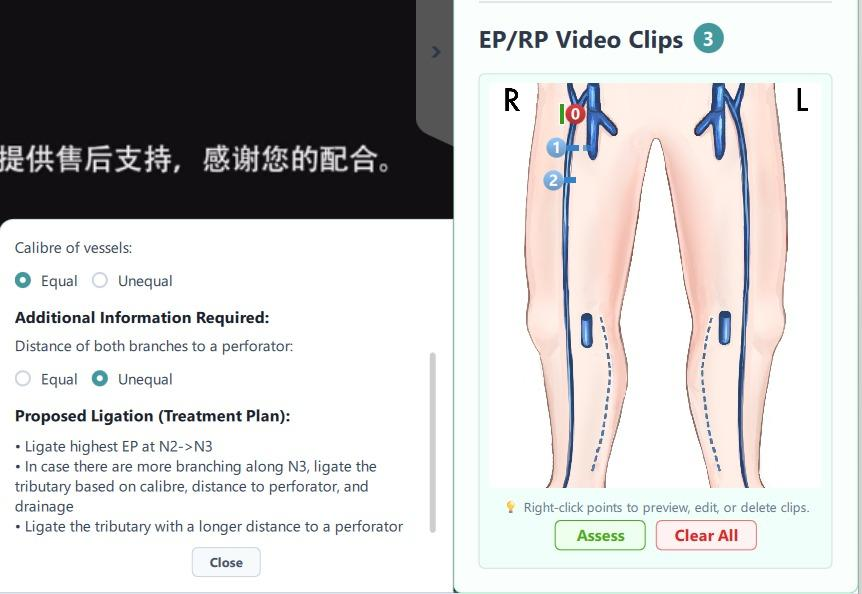 提供售后支持，感谢您的配合。
Calibre of vessels:
Equal Unequal
Additional Information Required:
Distance of both branches to a perforator:
Equal Unequal
Proposed Ligation (Treatment Plan):
• Ligate highest EP at N2->N3
• In case there are more branching along N3, ligate the
tributary based on calibre, distance to perforator, and
drainage
• Ligate the tributary with a longer distance to a perforator
Close
EP/RP Video Clips 3
R L
0
1
2
💡 Right-click points to preview, edit, or delete clips.
Assess Clear All